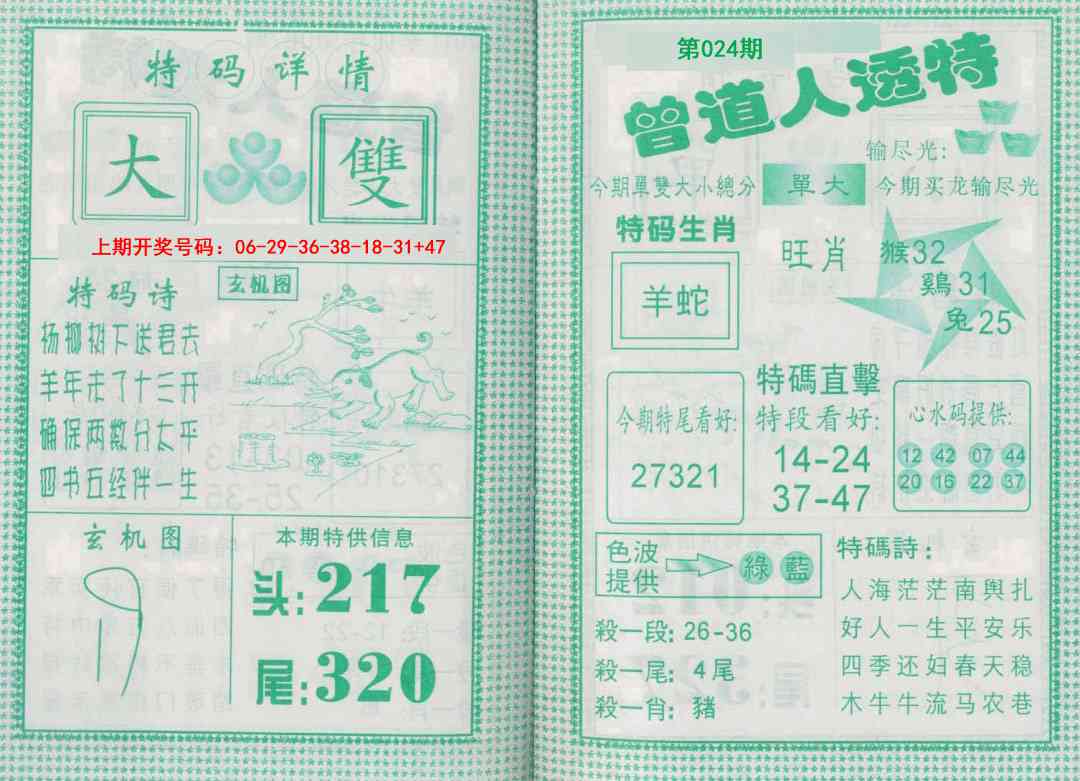 特码详情
大 雙
上期开奖号码：06-29-36-38-18-31+47
特码诗
杨柳树下送君去
羊年走了十三开
确保两数分太平
四书五经伴一生
玄机图
玄机图
本期特供信息
头:217
尾:320
第024期
曾道人透特
输尽光:
今期單雙大小總分 單大 今期买龙输尽光
特码生肖
羊蛇
旺肖
猴32
鷄31
兔25
今期特尾看好:
27321
特碼直擊
特段看好:
14-24
37-47
心水码提供:
12 42 07 44
20 16 22 37
色波
提供
綠 藍
殺一段: 26-36
殺一尾: 4尾
殺一肖: 豬
特碼詩:
人海茫茫南舆扎
好人一生平安乐
四季还妇春天稳
木牛牛流马农巷